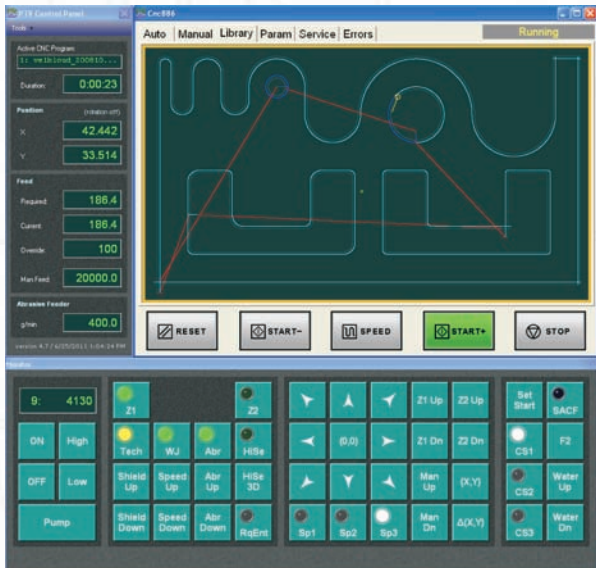 PTV Control Panel
Tools
Active CNC Program
Duration: 0:00:23
Position (rotation off)
X 42.442
Y 33.514
Feed
Required 186.4
Current 186.4
Override 100
Man Feed 20000.0
Abrasive Feeder
g/min 400.0
Cnc886
Auto Manual Library Param Service Errors Running
RESET START- SPEED START+ STOP
9: 4130
Z1 Z2 Z1 Up Z2 Up Set Start SACF
ON High Tech WJ Abr HiSe (0,0) Z1 Dn Z2 Dn CS1 F2
OFF Low Shield Up Speed Up Abr Up HISE 3D Man Up (X,Y) CS2 Water Up
Pump Shield Down Speed Down Abr Down RqEnt Sp1 Sp2 Sp3 Man Dn Δ(X,Y) CS3 Water Dn